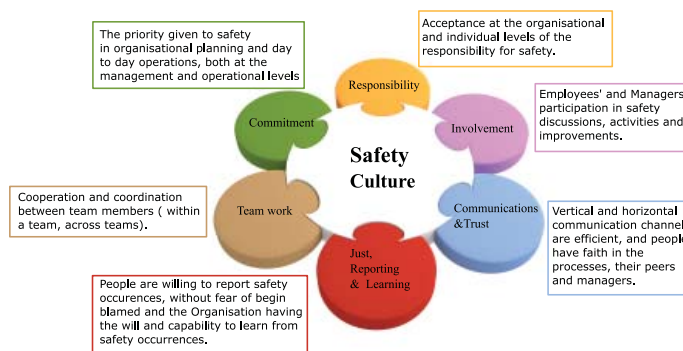 The priority given to safety
in organisational planning and day
to day operations, both at the
management and operational levels
Acceptance at the organisational
and individual levels of the
responsibility for safety.
Responsibility
Commitment
Involvement
Employees' and Managers
participation in safety
discussions, activities and
improvements.
Safety
Culture
Cooperation and coordination
between team members ( within
a team, across teams).
Team work
Communications
&Trust
Vertical and horizontal
communication channel
are efficient, and people
have faith in the
processes, their peers
and managers.
Just,
Reporting
& Learning
People are willing to report safety
occurences, without fear of begin
blamed and the Organisation having
the will and capability to learn from
safety occurrences.